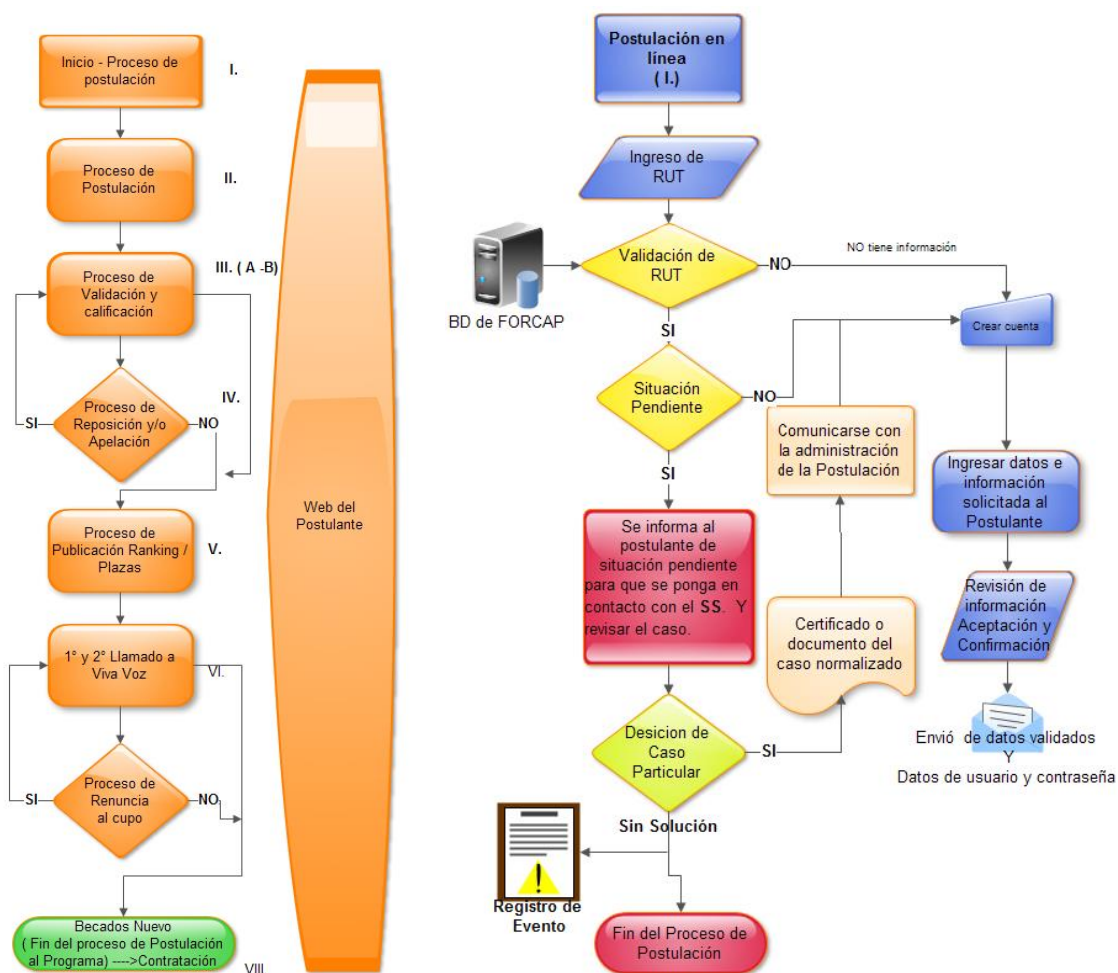 Inicio - Proceso de
postulación
I.
Proceso de
Postulación
II.
Proceso de
Validación y
calificación
III. ( A -B)
Proceso de
Reposición y/o
Apelación
IV.
SI
NO
Proceso de
Publicación Ranking /
Plazas
V.
1° y 2° Llamado a
Viva Voz
VI.
Proceso de
Renuncia
al cupo
SI
NO
Becados Nuevo
( Fin del proceso de Postulación
al Programa) ---->Contratación
VIII
Web del
Postulante
Postulación en
línea
( I.)
Ingreso de
RUT
Validación de
RUT
BD de FORCAP
NO
NO tiene información
SI
Crear cuenta
Situación
Pendiente
NO
SI
Comunicarse con
la administración
de la Postulación
Ingresar datos e
información
solicitada al
Postulante
Se informa al
postulante de
situación pendiente
para que se ponga en
contacto con el SS. Y
revisar el caso.
Certificado o
documento del
caso normalizado
Revisión de
información
Aceptación y
Confirmación
Envió de datos validados
Y
Datos de usuario y contraseña
Desicion de
Caso
Particular
SI
Sin Solución
Registro de
Evento
Fin del Proceso de
Postulación